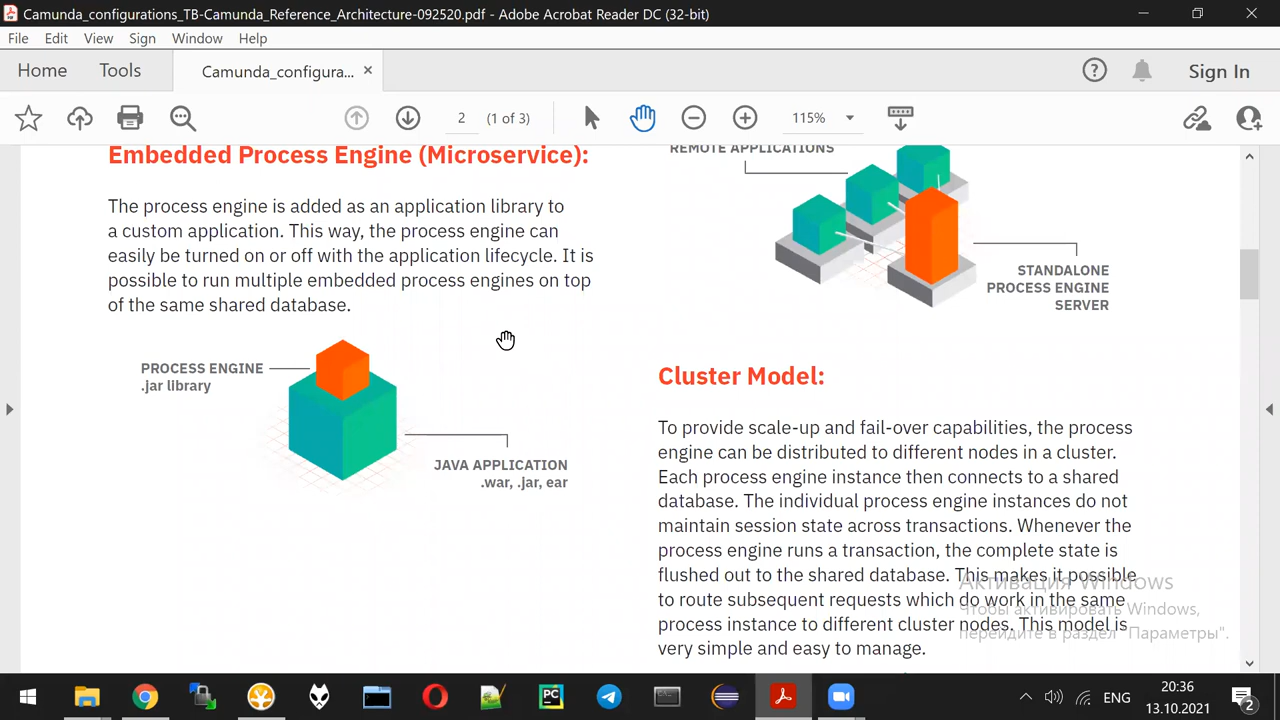 Camunda_configurations_TB-Camunda_Reference_Architecture-092520.pdf - Adobe Acrobat Reader DC (32-bit)
File Edit View Sign Window Help
Home Tools Camunda_configura... × Sign In
2 (1 of 3) 115%
Embedded Process Engine (Microservice):
The process engine is added as an application library to
a custom application. This way, the process engine can
easily be turned on or off with the application lifecycle. It is
possible to run multiple embedded process engines on top
of the same shared database.
PROCESS ENGINE
.jar library
JAVA APPLICATION
.war, .jar, ear
REMOTE APPLICATIONS
STANDALONE
PROCESS ENGINE
SERVER
Cluster Model:
To provide scale-up and fail-over capabilities, the process
engine can be distributed to different nodes in a cluster.
Each process engine instance then connects to a shared
database. The individual process engine instances do not
maintain session state across transactions. Whenever the
process engine runs a transaction, the complete state is
flushed out to the shared database. This makes it possible
to route subsequent requests which do work in the same
process instance to different cluster nodes. This model is
very simple and easy to manage.
Активация Windows
Чтобы активировать Windows,
перейдите в раздел "Параметры".
PC
ENG
20:36
13.10.2021
2